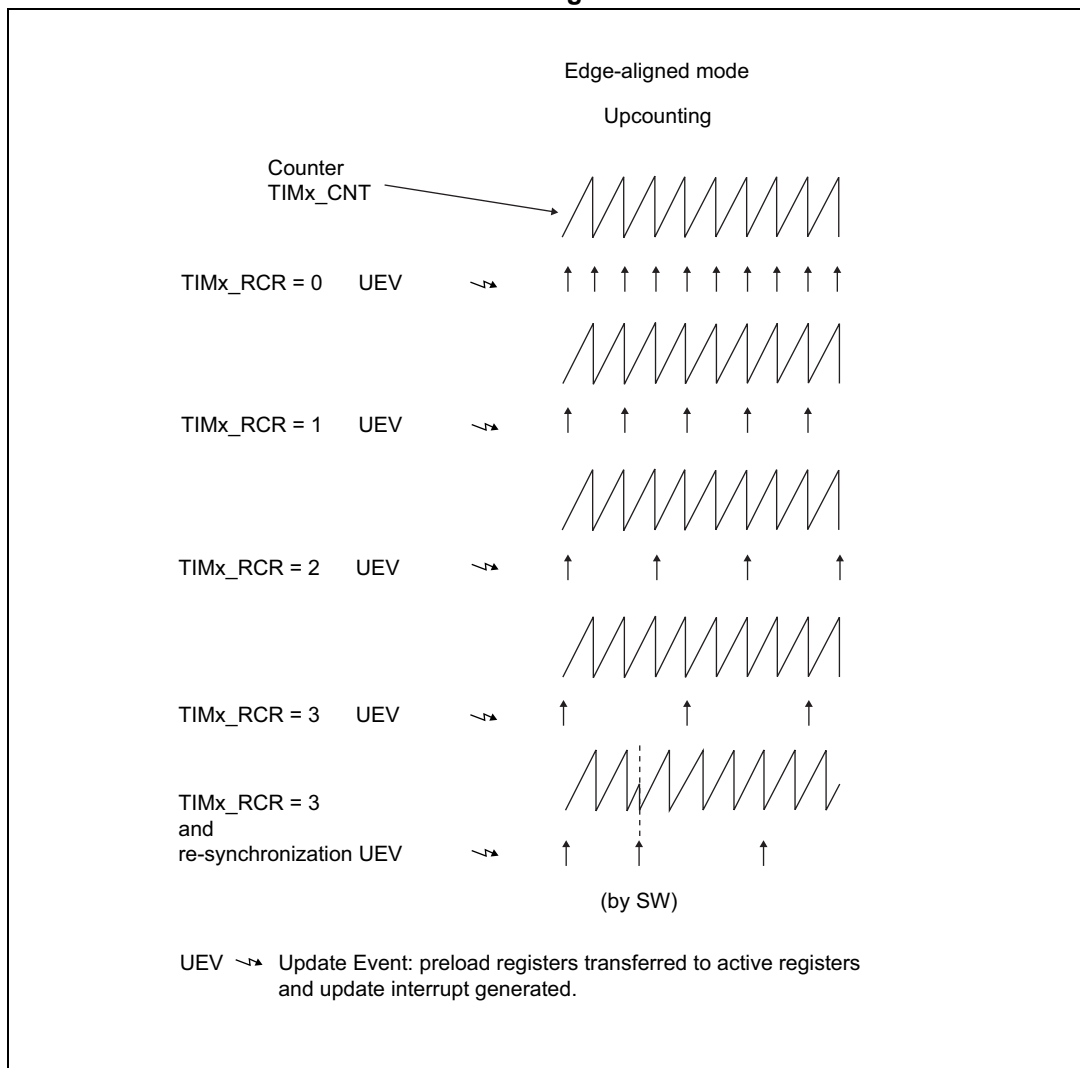 Edge-aligned mode
Upcounting
Counter
TIMx_CNT
TIMx_RCR = 0 UEV
TIMx_RCR = 1 UEV
TIMx_RCR = 2 UEV
TIMx_RCR = 3 UEV
TIMx_RCR = 3
and
re-synchronization UEV
(by SW)
UEV Update Event: preload registers transferred to active registers
and update interrupt generated.